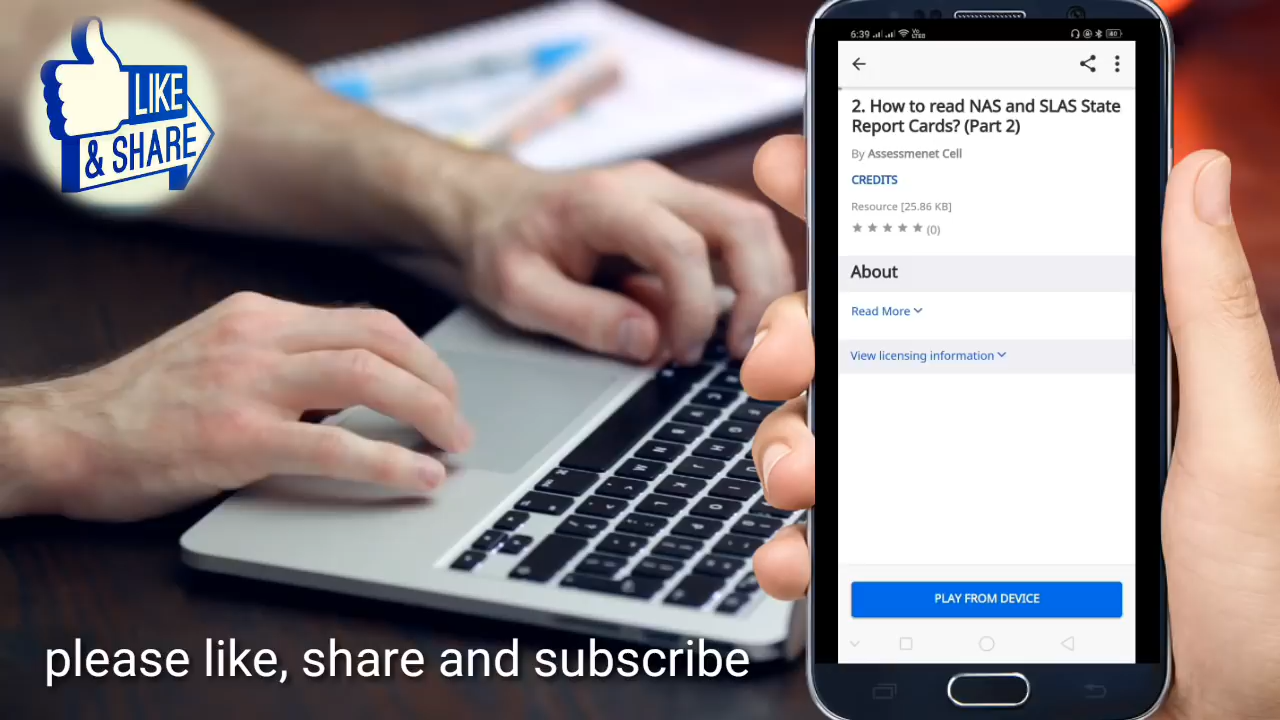 LIKE
& SHARE
6:39
2. How to read NAS and SLAS State
Report Cards? (Part 2)
By Assessmenet Cell
CREDITS
Resource [25.86 KB]
(0)
About
Read More
View licensing information
PLAY FROM DEVICE
please like, share and subscribe